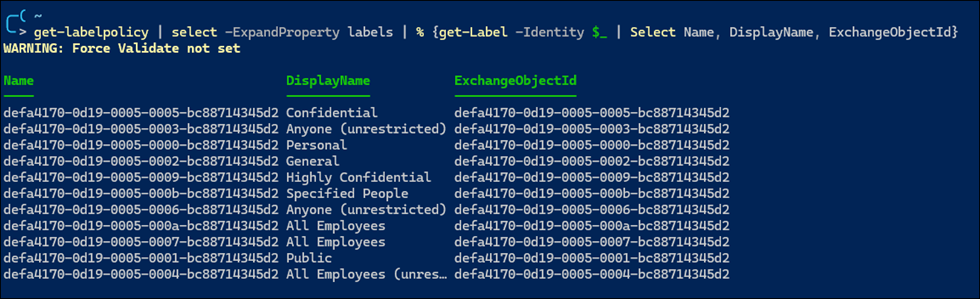 ~
> get-labelpolicy | select -ExpandProperty labels | % {get-Label -Identity $_ | Select Name, DisplayName, ExchangeObjectId}
WARNING: Force Validate not set
Name DisplayName ExchangeObjectId
defa4170-0d19-0005-0005-bc88714345d2 Confidential defa4170-0d19-0005-0005-bc88714345d2
defa4170-0d19-0005-0003-bc88714345d2 Anyone (unrestricted) defa4170-0d19-0005-0003-bc88714345d2
defa4170-0d19-0005-0000-bc88714345d2 Personal defa4170-0d19-0005-0000-bc88714345d2
defa4170-0d19-0005-0002-bc88714345d2 General defa4170-0d19-0005-0002-bc88714345d2
defa4170-0d19-0005-0009-bc88714345d2 Highly Confidential defa4170-0d19-0005-0009-bc88714345d2
defa4170-0d19-0005-000b-bc88714345d2 Specified People defa4170-0d19-0005-000b-bc88714345d2
defa4170-0d19-0005-0006-bc88714345d2 Anyone (unrestricted) defa4170-0d19-0005-0006-bc88714345d2
defa4170-0d19-0005-000a-bc88714345d2 All Employees defa4170-0d19-0005-000a-bc88714345d2
defa4170-0d19-0005-0007-bc88714345d2 All Employees defa4170-0d19-0005-0007-bc88714345d2
defa4170-0d19-0005-0001-bc88714345d2 Public defa4170-0d19-0005-0001-bc88714345d2
defa4170-0d19-0005-0004-bc88714345d2 All Employees (unres… defa4170-0d19-0005-0004-bc88714345d2